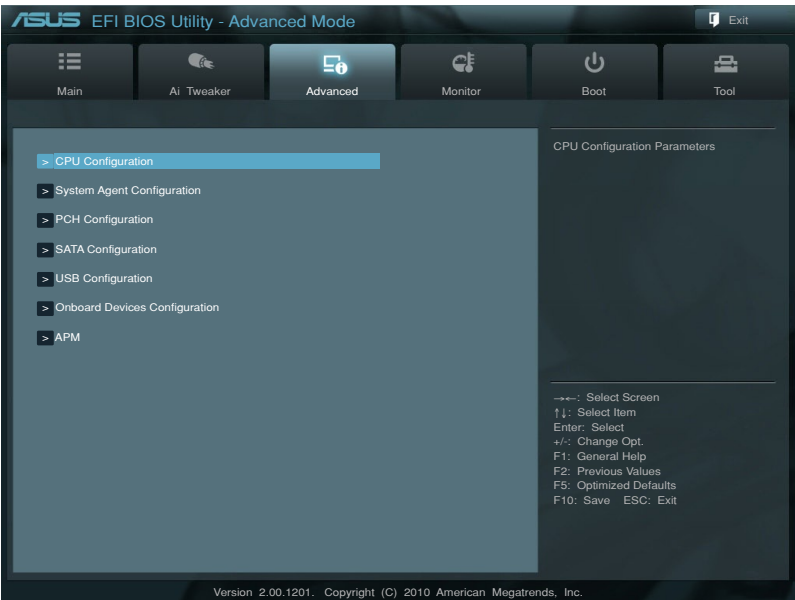 ASUS EFI BIOS Utility - Advanced Mode
Exit
Main
Ai Tweaker
Advanced
Monitor
Boot
Tool
> CPU Configuration
> System Agent Configuration
> PCH Configuration
> SATA Configuration
> USB Configuration
> Onboard Devices Configuration
> APM
CPU Configuration Parameters
→←: Select Screen
↑↓: Select Item
Enter: Select
+/-: Change Opt.
F1: General Help
F2: Previous Values
F5: Optimized Defaults
F10: Save ESC: Exit
Version 2.00.1201. Copyright (C) 2010 American Megatrends, Inc.